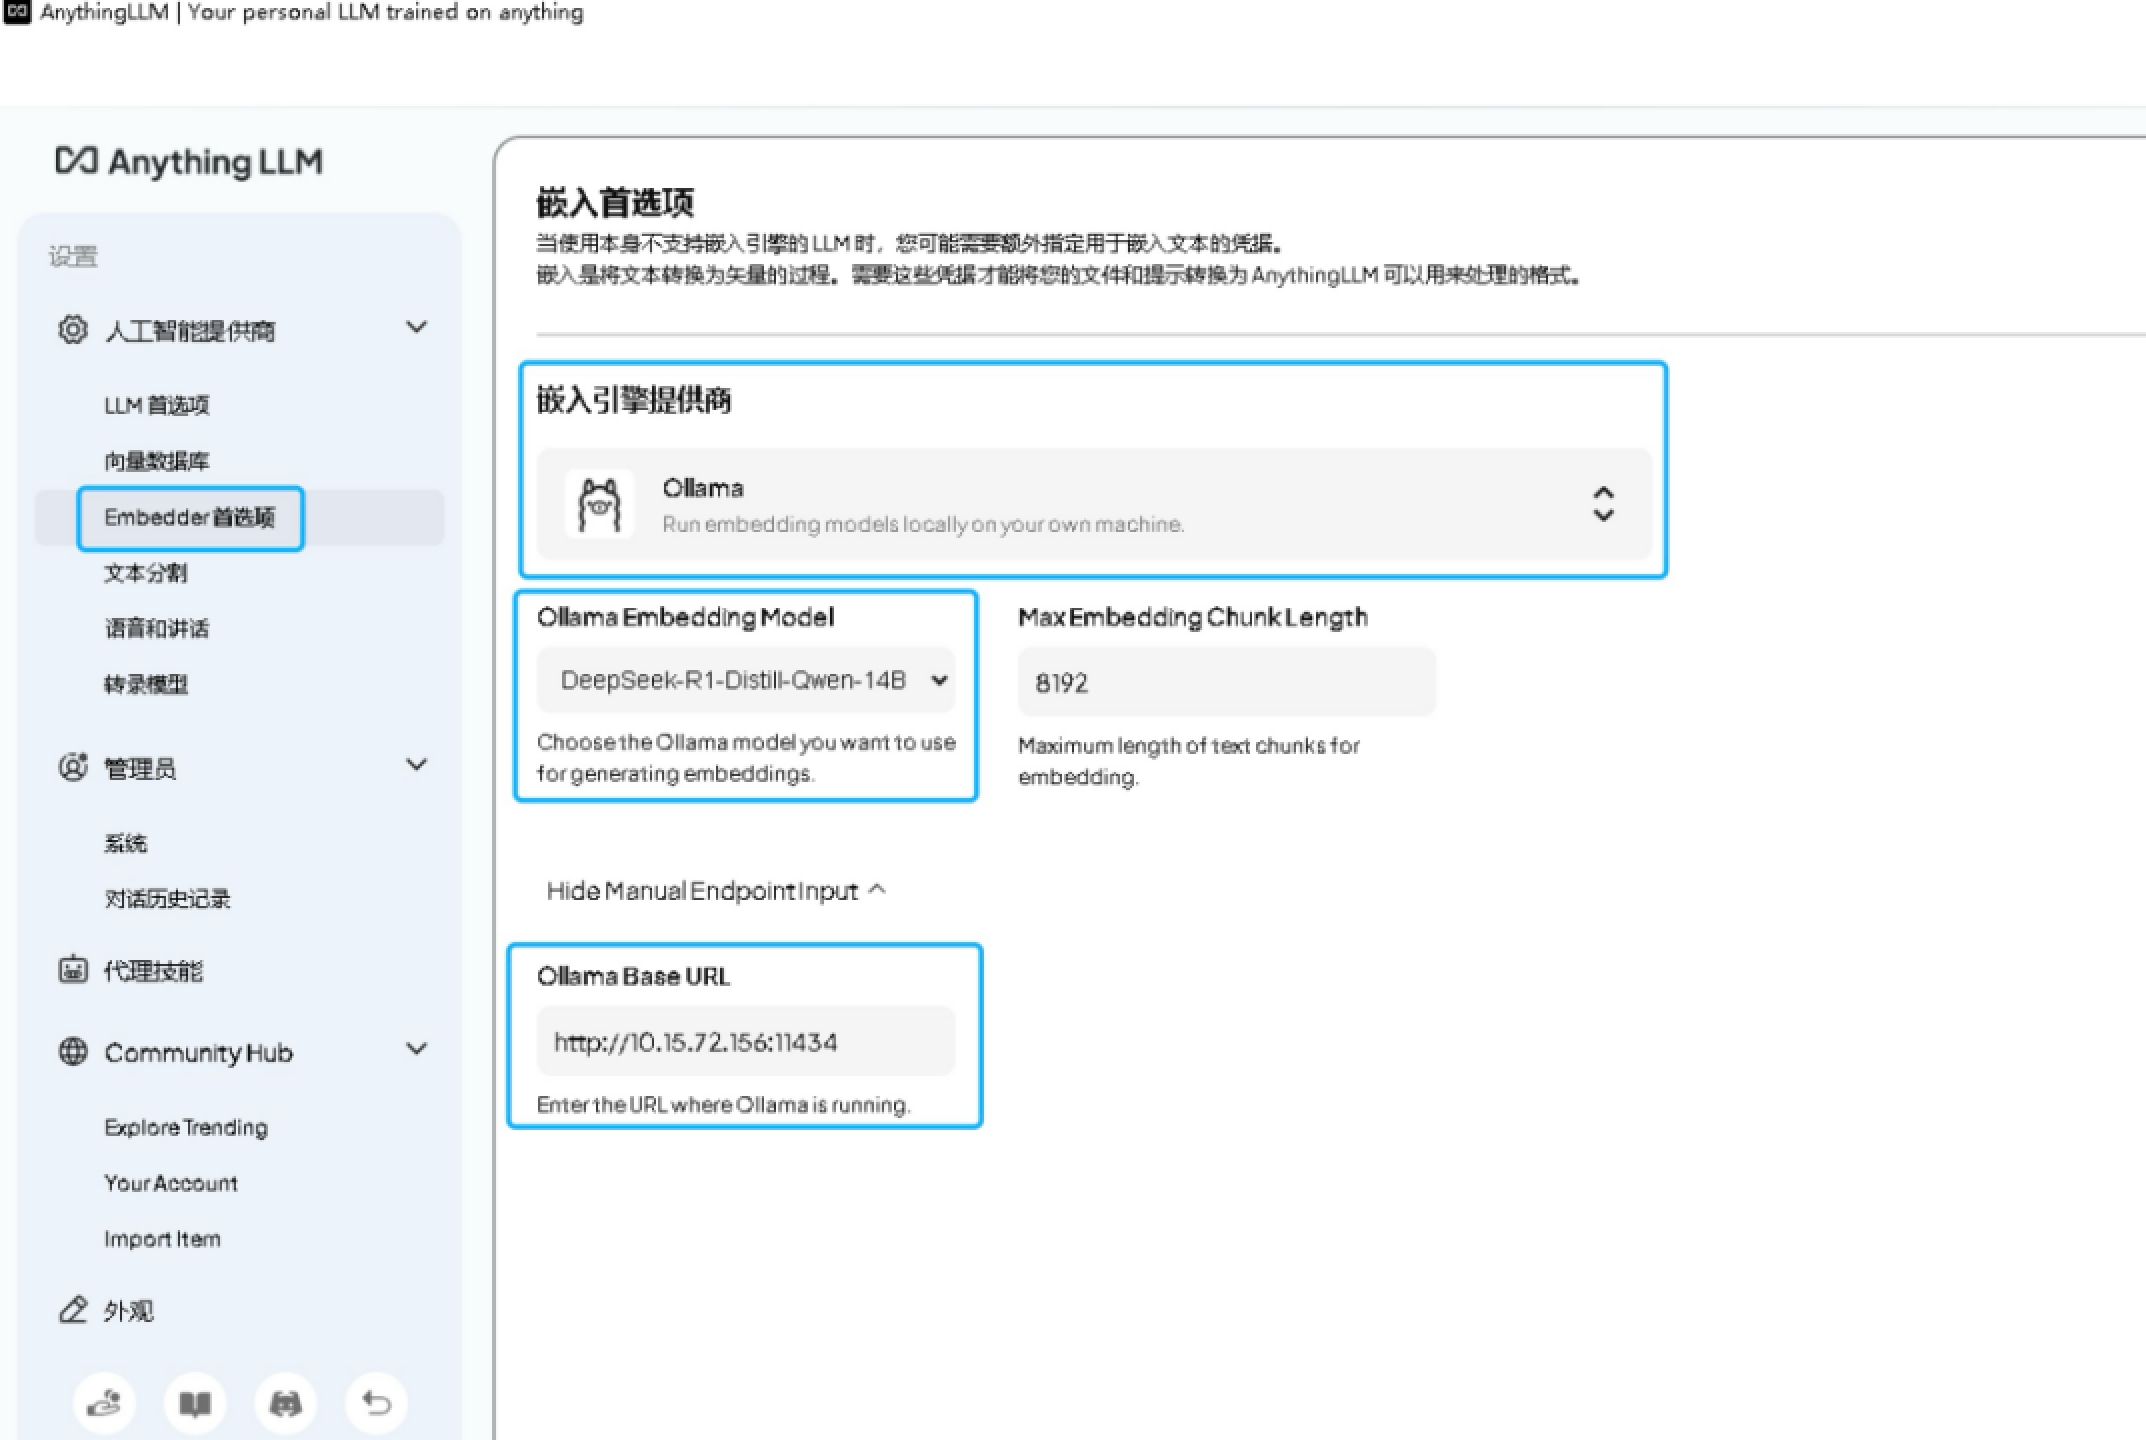 AnythingLLM | Your personal LLM trained on anything
Anything LLM
设置
人工智能提供商
LLM 首选项
向量数据库
Embedder 首选项
文本分割
语音和讲话
转录模型
管理员
系统
对话历史记录
代理技能
Community Hub
Explore Trending
Your Account
Import Item
外观
嵌入首选项
当使用本身不支持嵌入引擎的 LLM 时，您可能需要额外指定用于嵌入文本的凭据。
嵌入是将文本转换为矢量的过程。需要这些凭据才能将您的文件和提示转换为 AnythingLLM 可以用来处理的格式。
嵌入引擎提供商
Ollama
Run embedding models locally on your own machine.
Ollama Embedding Model
DeepSeek-R1-Distill-Qwen-14B
Choose the Ollama model you want to use
for generating embeddings.
Max Embedding Chunk Length
8192
Maximum length of text chunks for
embedding.
Hide Manual Endpoint Input
Ollama Base URL
http://10.15.72.156:11434
Enter the URL where Ollama is running.